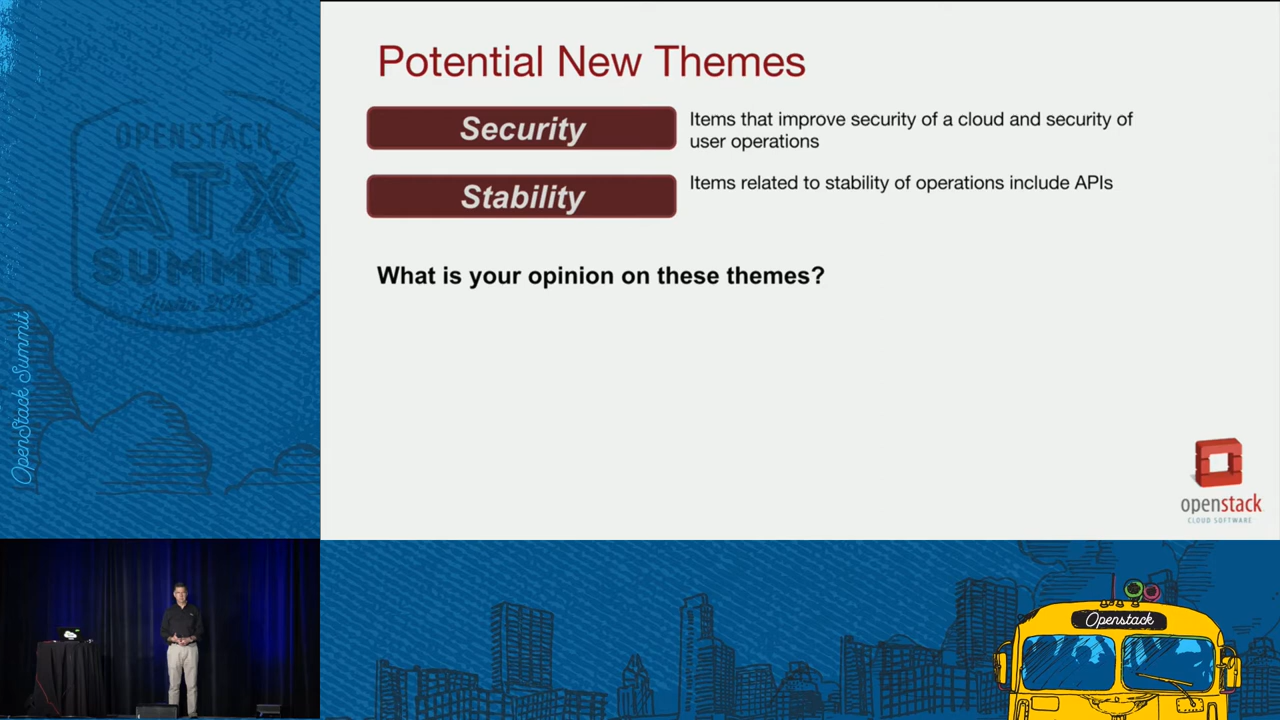 Potential New Themes
Security
Items that improve security of a cloud and security of
user operations
Stability
Items related to stability of operations include APIs
What is your opinion on these themes?
openstack
CLOUD SOFTWARE
OPENSTACK
ATX
SUMMIT
Austin 2016
OpenStack Summit
Openstack